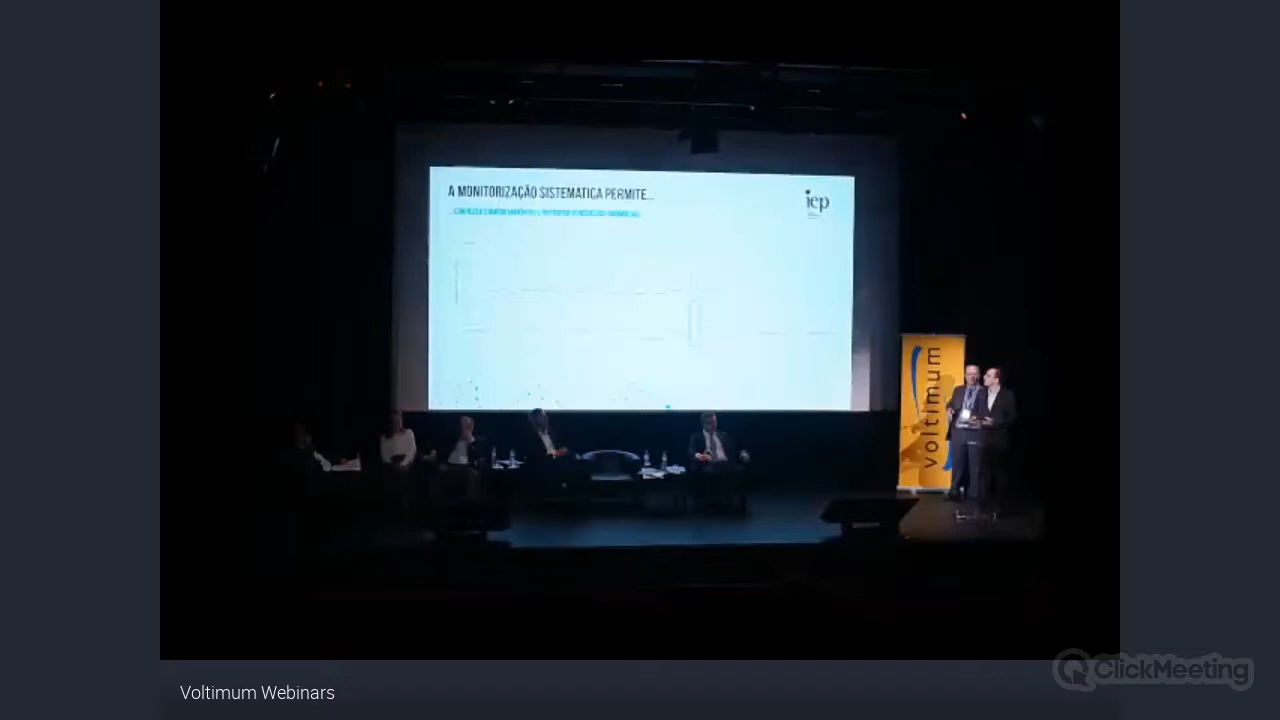 A MONITORIZAÇÃO SISTEMATICA PERMITE...
iep
voltimum
ClickMeeting
Voltimum Webinars